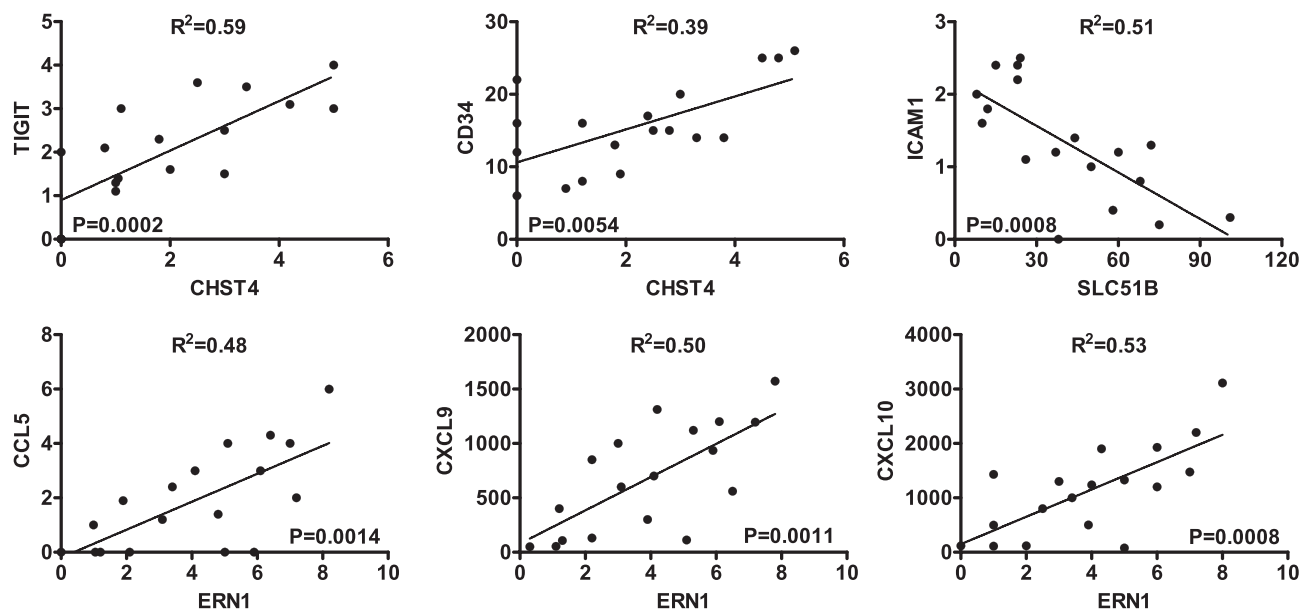 R²=0.59
TIGIT
5
4
3
2
1
0
P=0.0002
0 2 4 6
CHST4
R²=0.39
CD34
30
20
10
0
P=0.0054
0 2 4 6
CHST4
R²=0.51
ICAM1
3
2
1
0
P=0.0008
0 30 60 90 120
SLC51B
R²=0.48
CCL5
8
6
4
2
0
P=0.0014
0 2 4 6 8 10
ERN1
R²=0.50
CXCL9
2000
1500
1000
500
0
P=0.0011
0 2 4 6 8 10
ERN1
R²=0.53
CXCL10
4000
3000
2000
1000
0
P=0.0008
0 2 4 6 8 10
ERN1